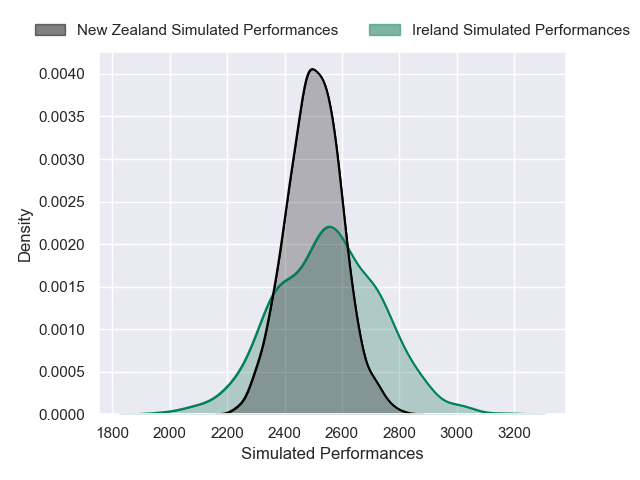 New Zealand Simulated Performances
Ireland Simulated Performances
Density
0.0040
0.0035
0.0030
0.0025
0.0020
0.0015
0.0010
0.0005
0.0000
1800 2000 2200 2400 2600 2800 3000 3200
Simulated Performances